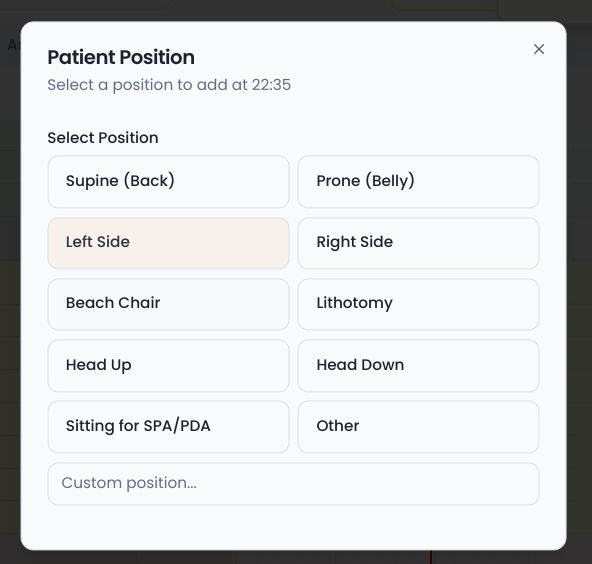 Patient Position
Select a position to add at 22:35
Select Position
Supine (Back)
Prone (Belly)
Left Side
Right Side
Beach Chair
Lithotomy
Head Up
Head Down
Sitting for SPA/PDA
Other
Custom position...